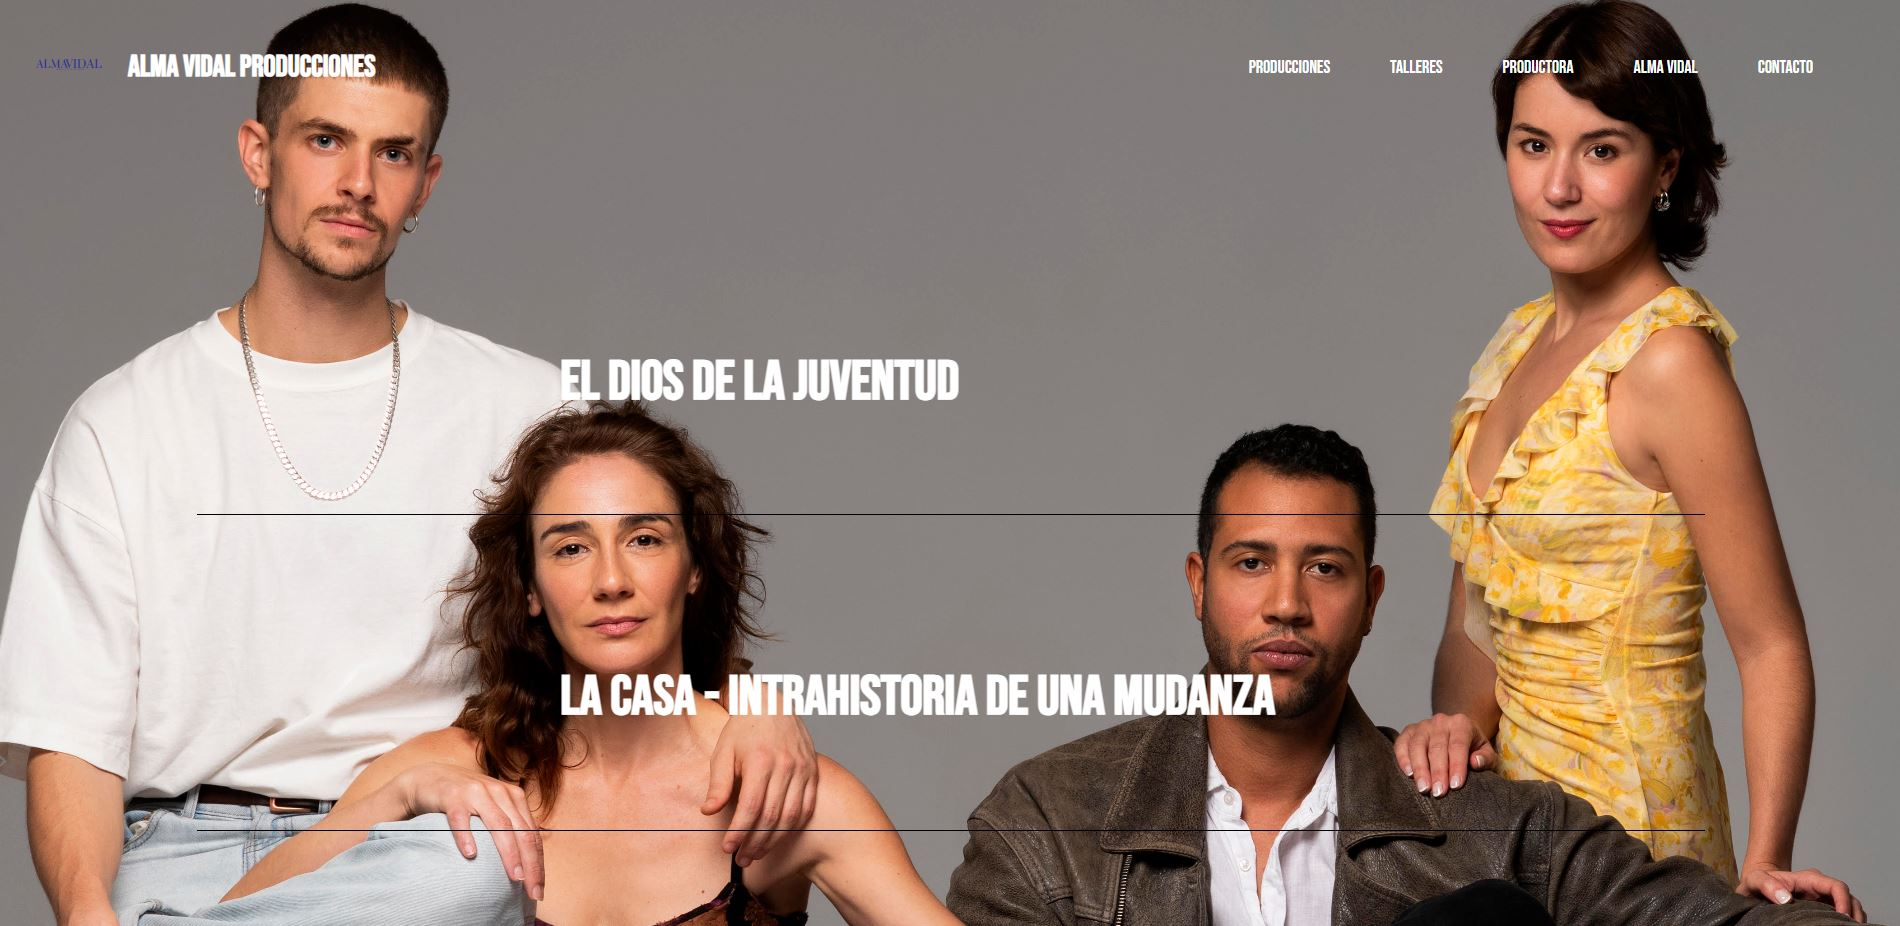 ALMAVIDAL
ALMA VIDAL PRODUCCIONES
PRODUCCIONES
TALLERES
PRODUCTORA
ALMA VIDAL
CONTACTO
EL DIOS DE LA JUVENTUD
LA CASA - INTRAHISTORIA DE UNA MUDANZA